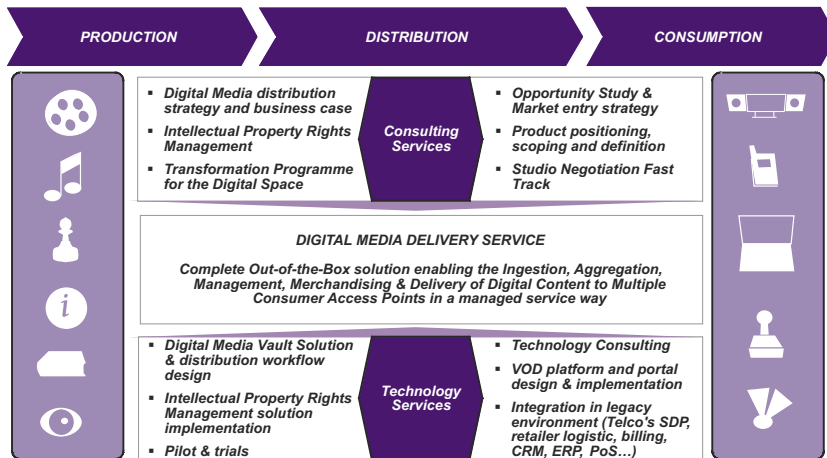 PRODUCTION
DISTRIBUTION
CONSUMPTION
▪ Digital Media distribution
strategy and business case
▪ Intellectual Property Rights
Management
▪ Transformation Programme
for the Digital Space
Consulting
Services
▪ Opportunity Study &
Market entry strategy
▪ Product positioning,
scoping and definition
▪ Studio Negotiation Fast
Track
DIGITAL MEDIA DELIVERY SERVICE
Complete Out-of-the-Box solution enabling the Ingestion, Aggregation,
Management, Merchandising & Delivery of Digital Content to Multiple
Consumer Access Points in a managed service way
▪ Digital Media Vault Solution
& distribution workflow
design
▪ Intellectual Property Rights
Management solution
implementation
▪ Pilot & trials
Technology
Services
▪ Technology Consulting
▪ VOD platform and portal
design & implementation
▪ Integration in legacy
environment (Telco's SDP,
retailer logistic, billing,
CRM, ERP, PoS...)
i